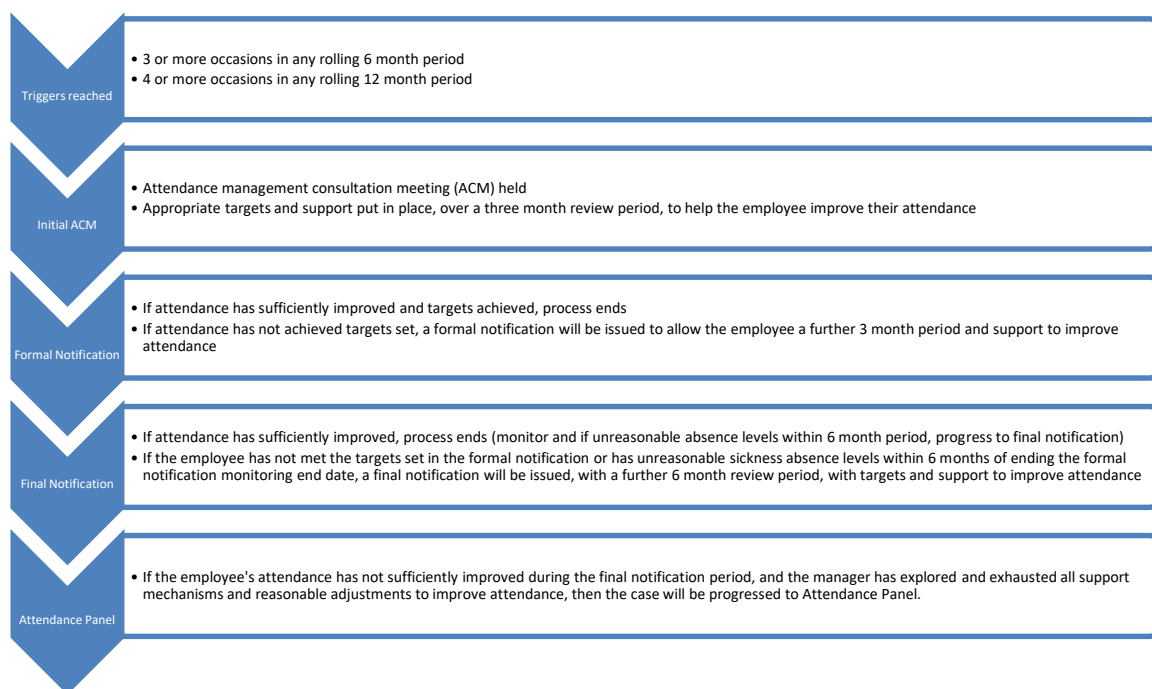 Triggers reached
• 3 or more occasions in any rolling 6 month period
• 4 or more occasions in any rolling 12 month period
Initial ACM
• Attendance management consultation meeting (ACM) held
• Appropriate targets and support put in place, over a three month review period, to help the employee improve their attendance
Formal Notification
• If attendance has sufficiently improved and targets achieved, process ends
• If attendance has not achieved targets set, a formal notification will be issued to allow the employee a further 3 month period and support to improve
attendance
Final Notification
• If attendance has sufficiently improved, process ends (monitor and if unreasonable absence levels within 6 month period, progress to final notification)
• If the employee has not met the targets set in the formal notification or has unreasonable sickness absence levels within 6 months of ending the formal
notification monitoring end date, a final notification will be issued, with a further 6 month review period, with targets and support to improve attendance
Attendance Panel
• If the employee's attendance has not sufficiently improved during the final notification period, and the manager has explored and exhausted all support
mechanisms and reasonable adjustments to improve attendance, then the case will be progressed to Attendance Panel.